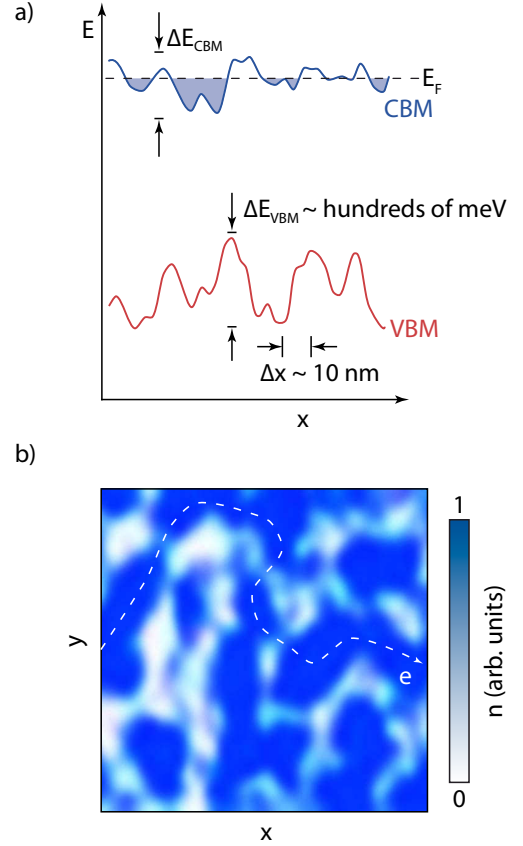 a)
E
ΔE_CBM
E_F
CBM
ΔE_VBM ~ hundreds of meV
VBM
Δx ~ 10 nm
x
b)
1
y
e
n (arb. units)
0
x